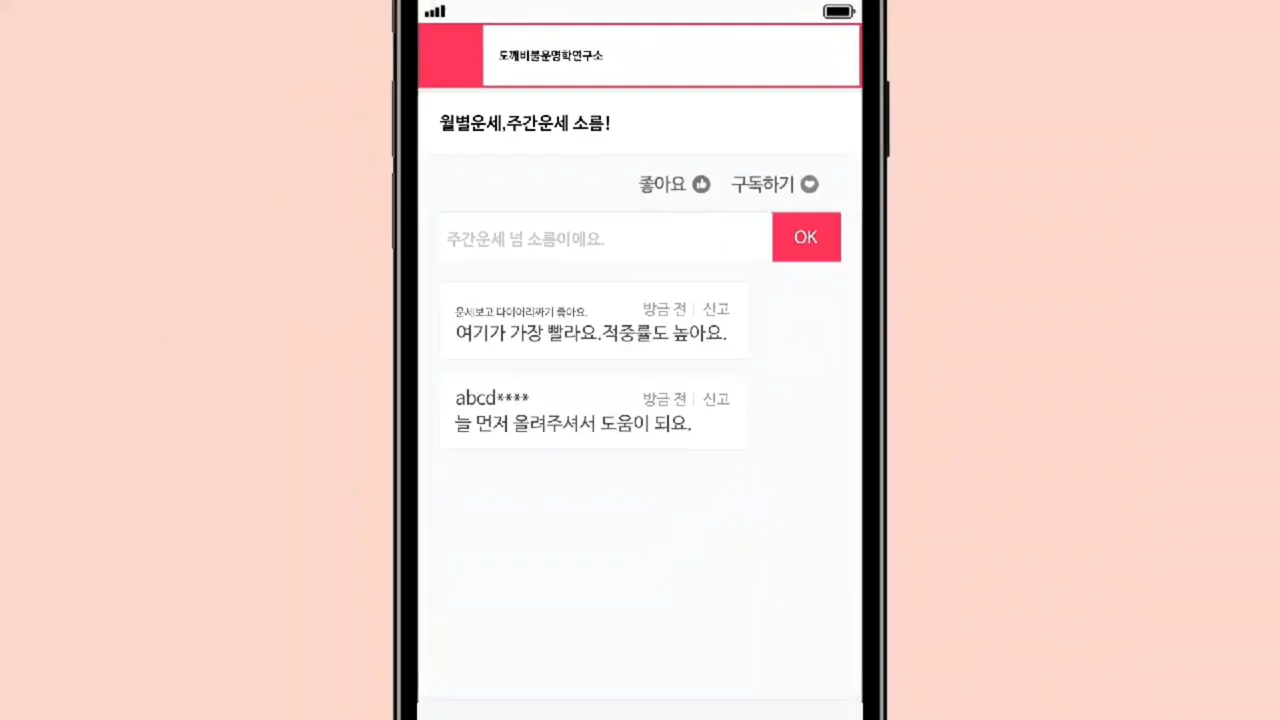 도깨비불운명학연구소
월별운세,주간운세 소름!
좋아요 구독하기
주간운세 넘 소름이에요.
OK
운세보고 다이어리짜기 좋아요.
방금 전 신고
여기가 가장 빨라요.적중률도 높아요.
abcd****
방금 전 신고
늘 먼저 올려주셔서 도움이 되요.